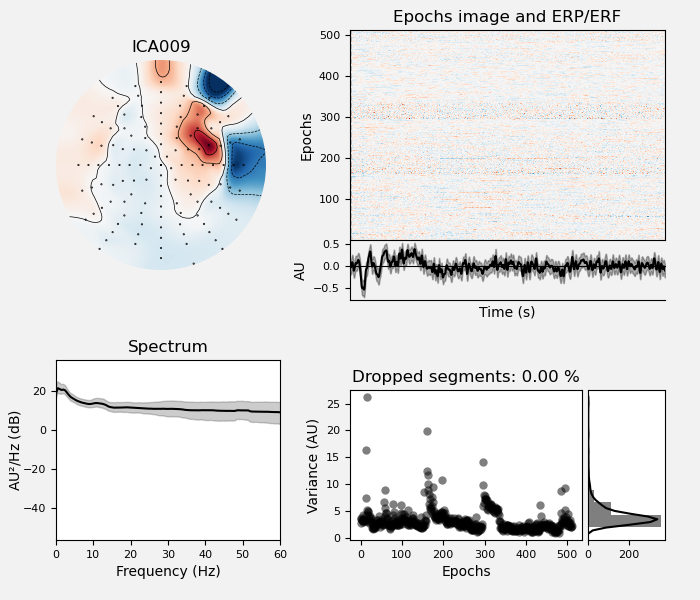 ICA009
Epochs image and ERP/ERF
500
400
300
200
100
Epochs
0.5
0.0
−0.5
AU
Time (s)
Spectrum
20
0
−20
−40
AU²/Hz (dB)
0 10 20 30 40 50 60
Frequency (Hz)
Dropped segments: 0.00 %
25
20
15
10
5
0
Variance (AU)
0 100 200 300 400 500
Epochs
0 200